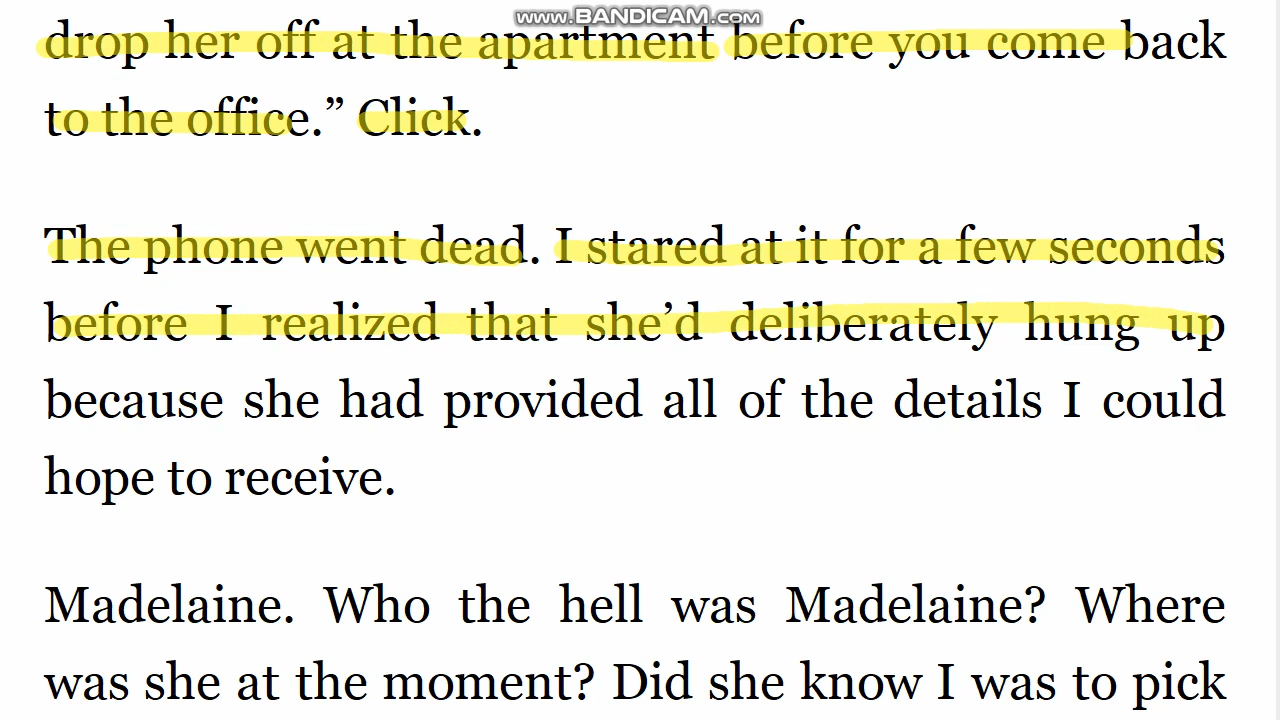 www.BANDICAM.com
drop her off at the apartment before you come back
to the office.” Click.
The phone went dead. I stared at it for a few seconds
before I realized that she’d deliberately hung up
because she had provided all of the details I could
hope to receive.
Madelaine. Who the hell was Madelaine? Where
was she at the moment? Did she know I was to pick